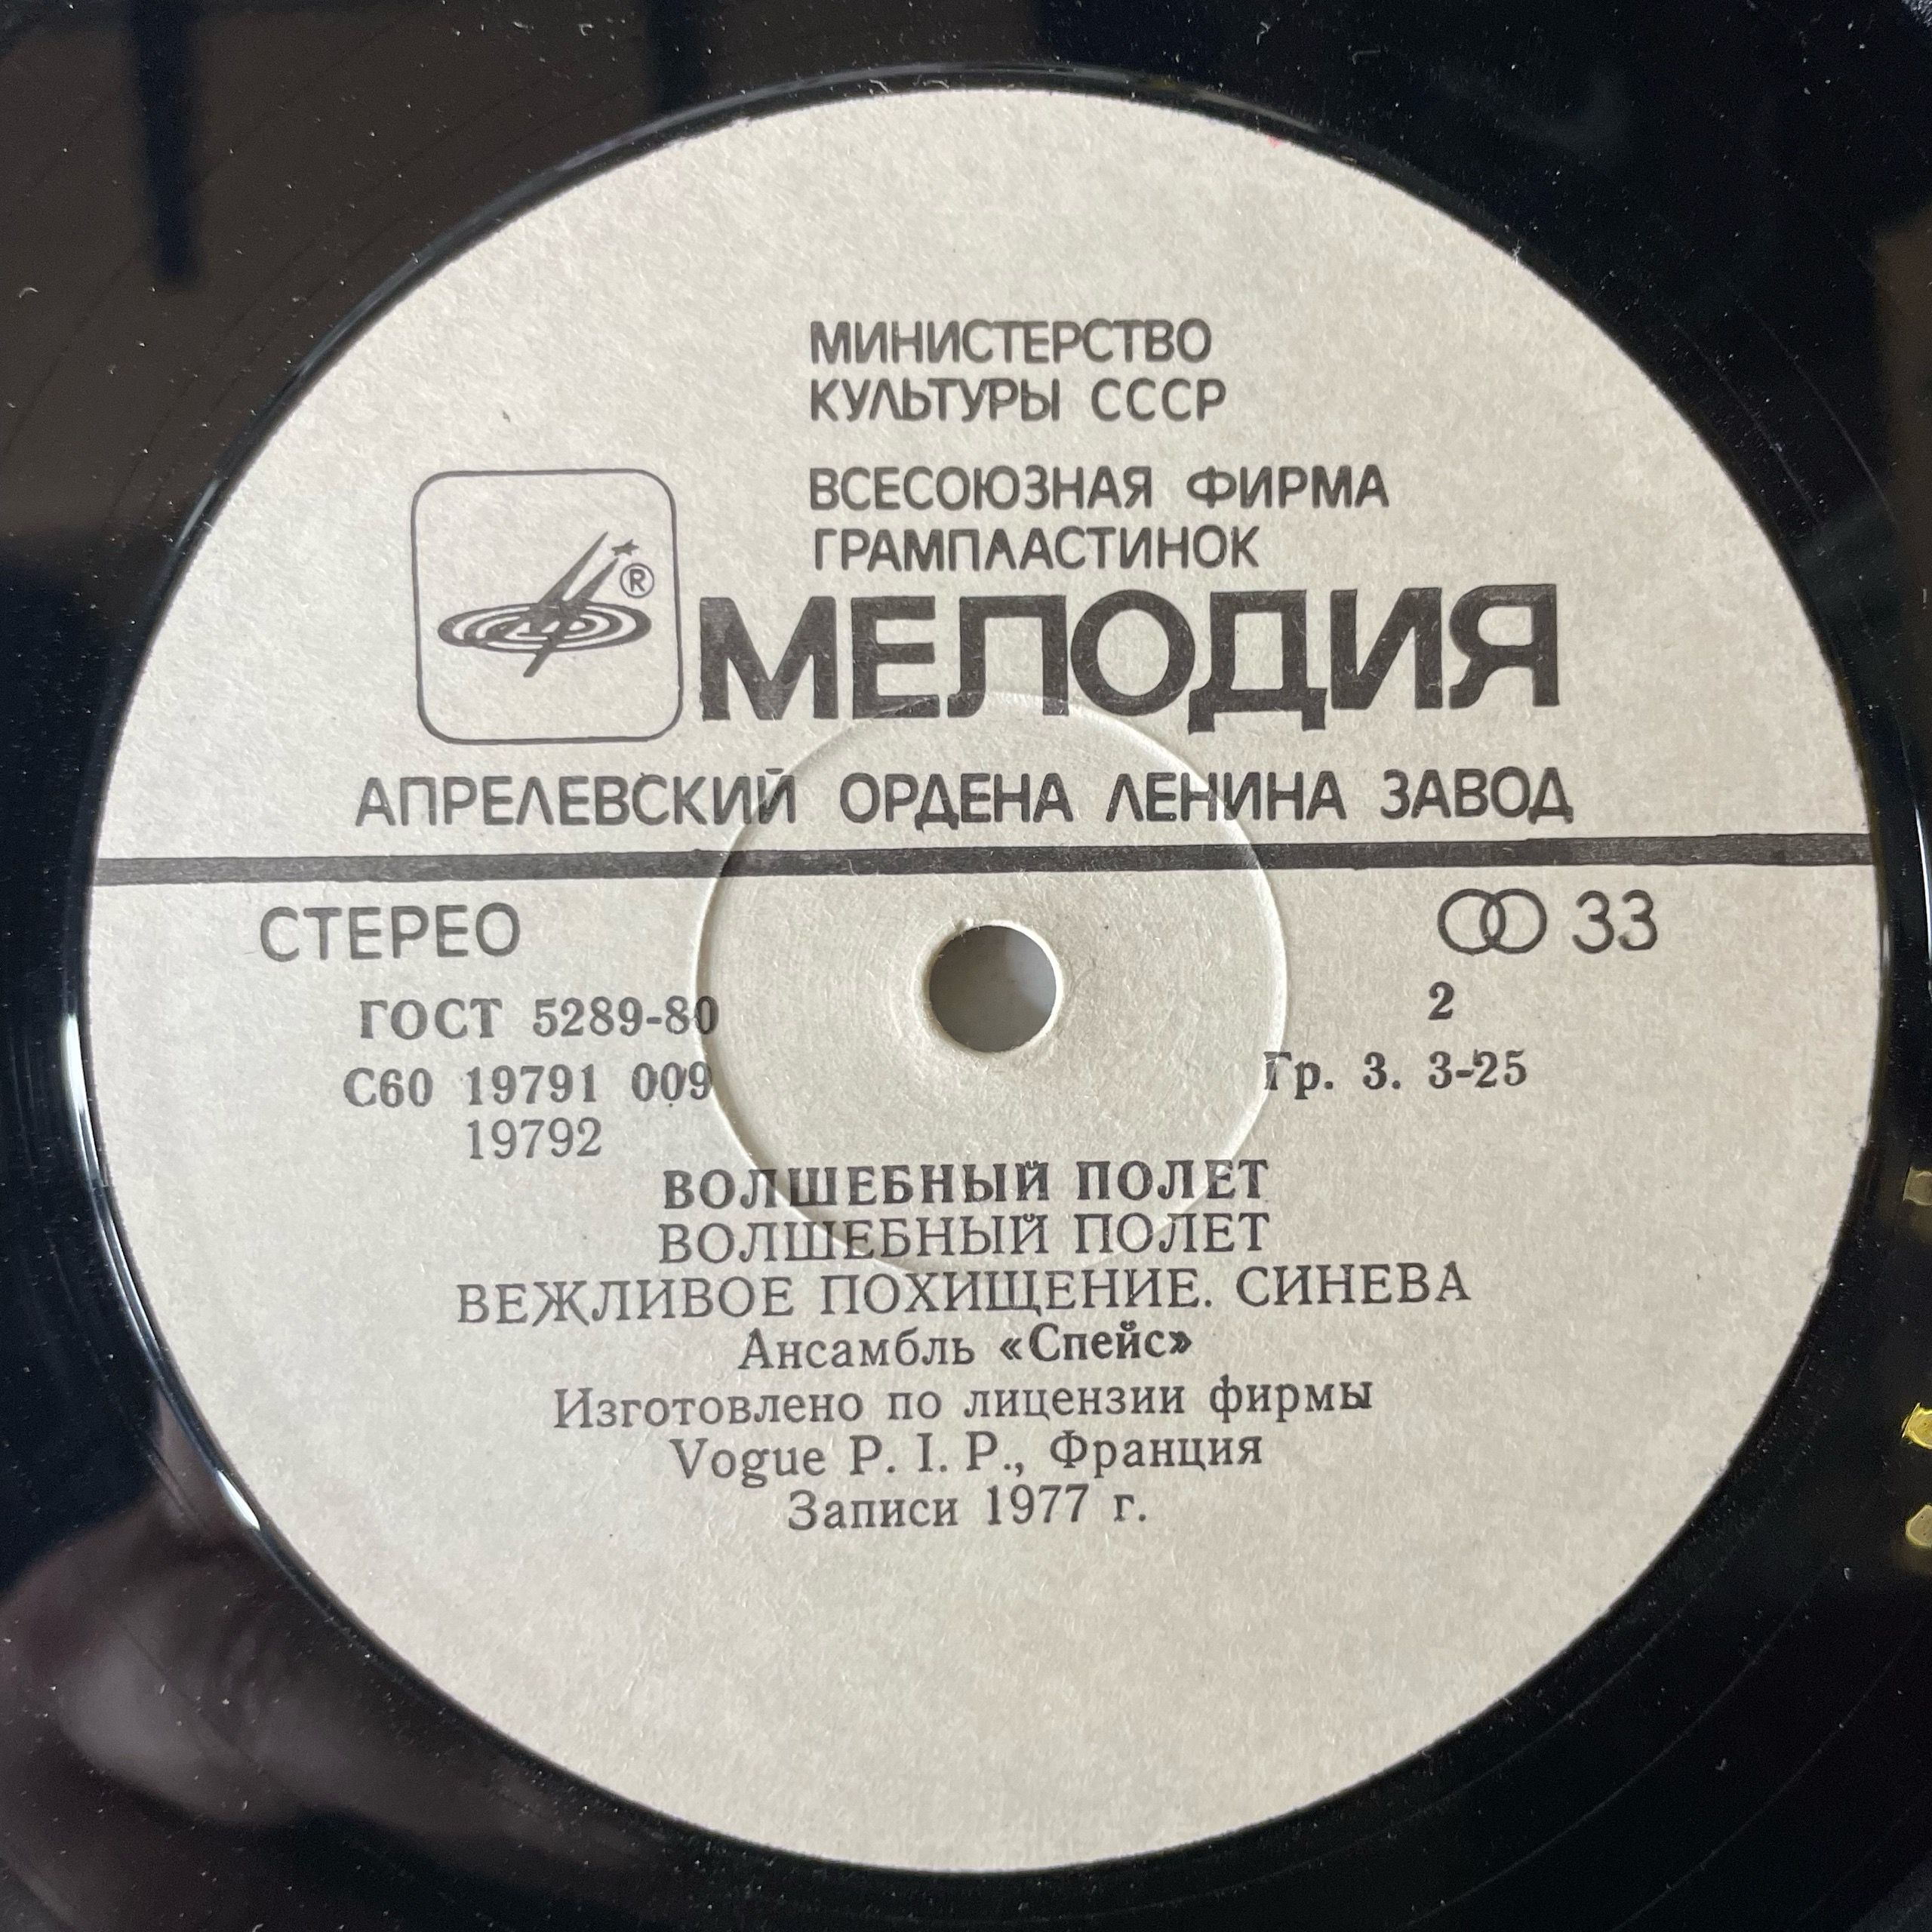 МИНИСТЕРСТВО
КУЛЬТУРЫ СССР
ВСЕСОЮЗНАЯ ФИРМА
ГРАМПЛАСТИНОК
®
МЕЛОДИЯ
АПРЕЛЕВСКИЙ ОРДЕНА ЛЕНИНА ЗАВОД
СТЕРЕО
33
ГОСТ 5289-80
2
С60 19791 009
Гр. 3. 3-25
19792
ВОЛШЕБНЫЙ ПОЛЕТ
ВОЛШЕБНЫЙ ПОЛЕТ
ВЕЖЛИВОЕ ПОХИЩЕНИЕ. СИНЕВА
Ансамбль «Спейс»
Изготовлено по лицензии фирмы
Vogue P. I. P., Франция
Записи 1977 г.